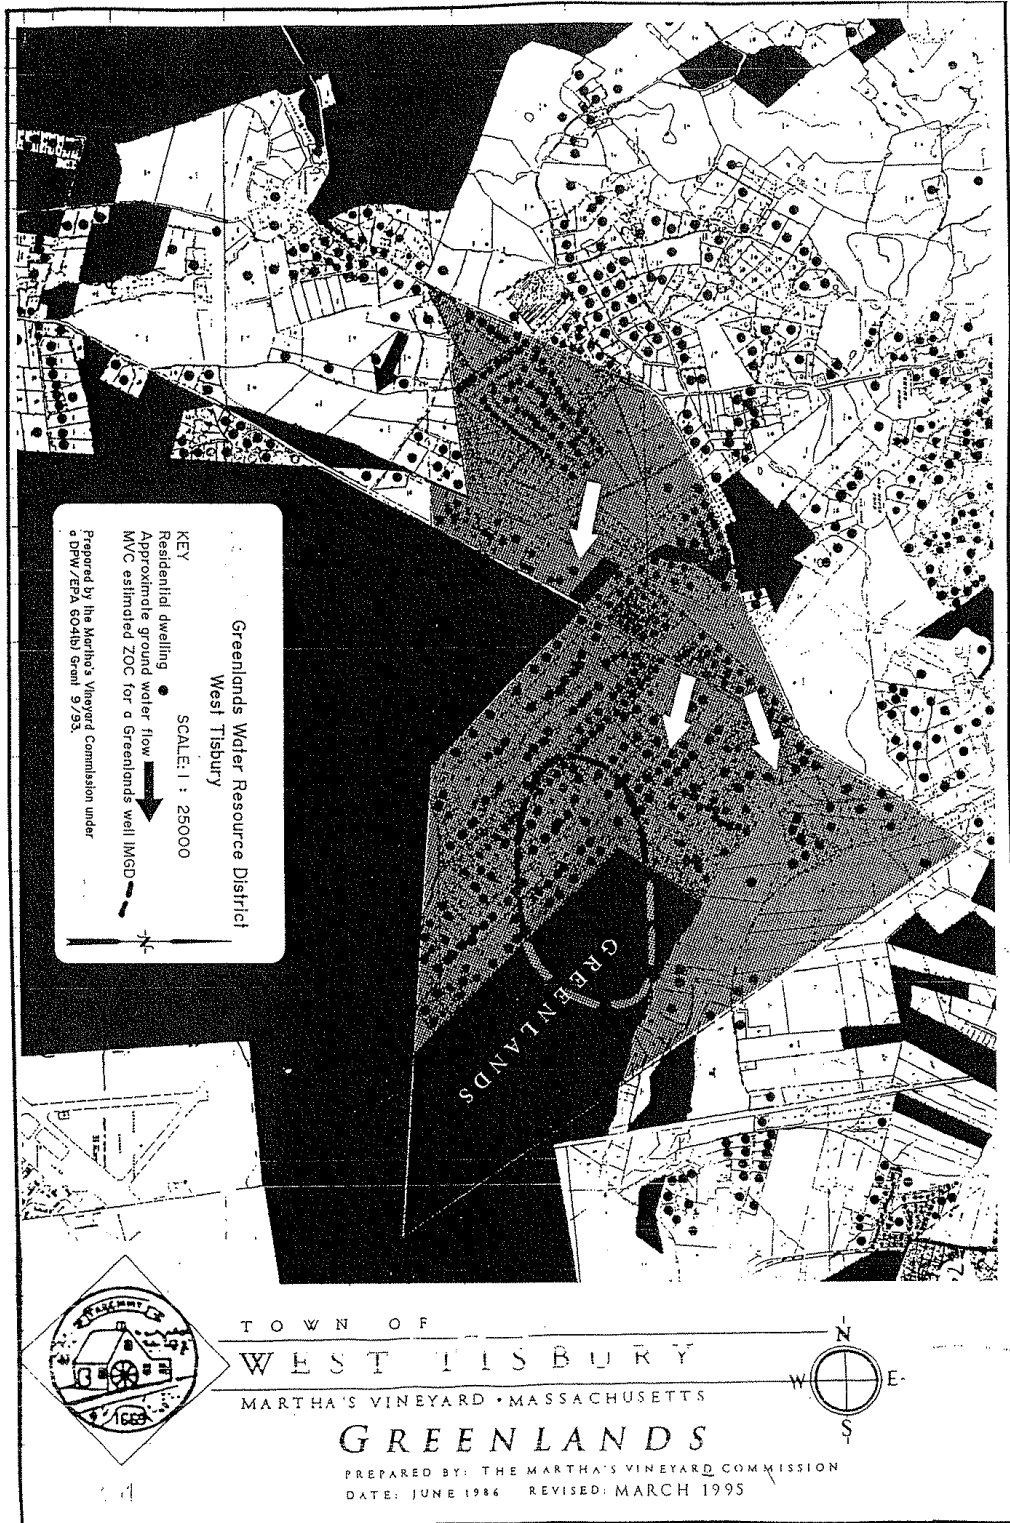 GREENLANDS
Greenlands Water Resource District
West Tisbury
SCALE: 1 : 25000
KEY
Residential dwelling
Approximate ground water flow
MVC estimated ZOC for a Greenlands well 1MGD
Prepared by the Martha's Vineyard Commission under
a DPW/EPA 604(b) Grant 9/93.
N
1669
TOWN OF
WEST TISBURY
MARTHA'S VINEYARD • MASSACHUSETTS
GREENLANDS
PREPARED BY: THE MARTHA'S VINEYARD COMMISSION
DATE: JUNE 1986 REVISED: MARCH 1995
N
W E
S